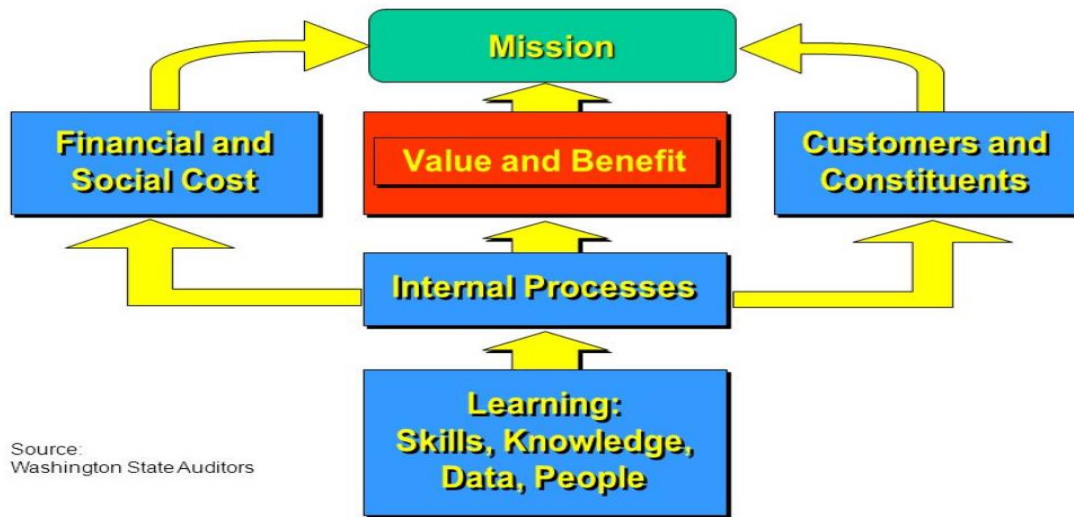 Mission
Financial and
Social Cost
Value and Benefit
Customers and
Constituents
Internal Processes
Learning:
Skills, Knowledge,
Data, People
Source:
Washington State Auditors